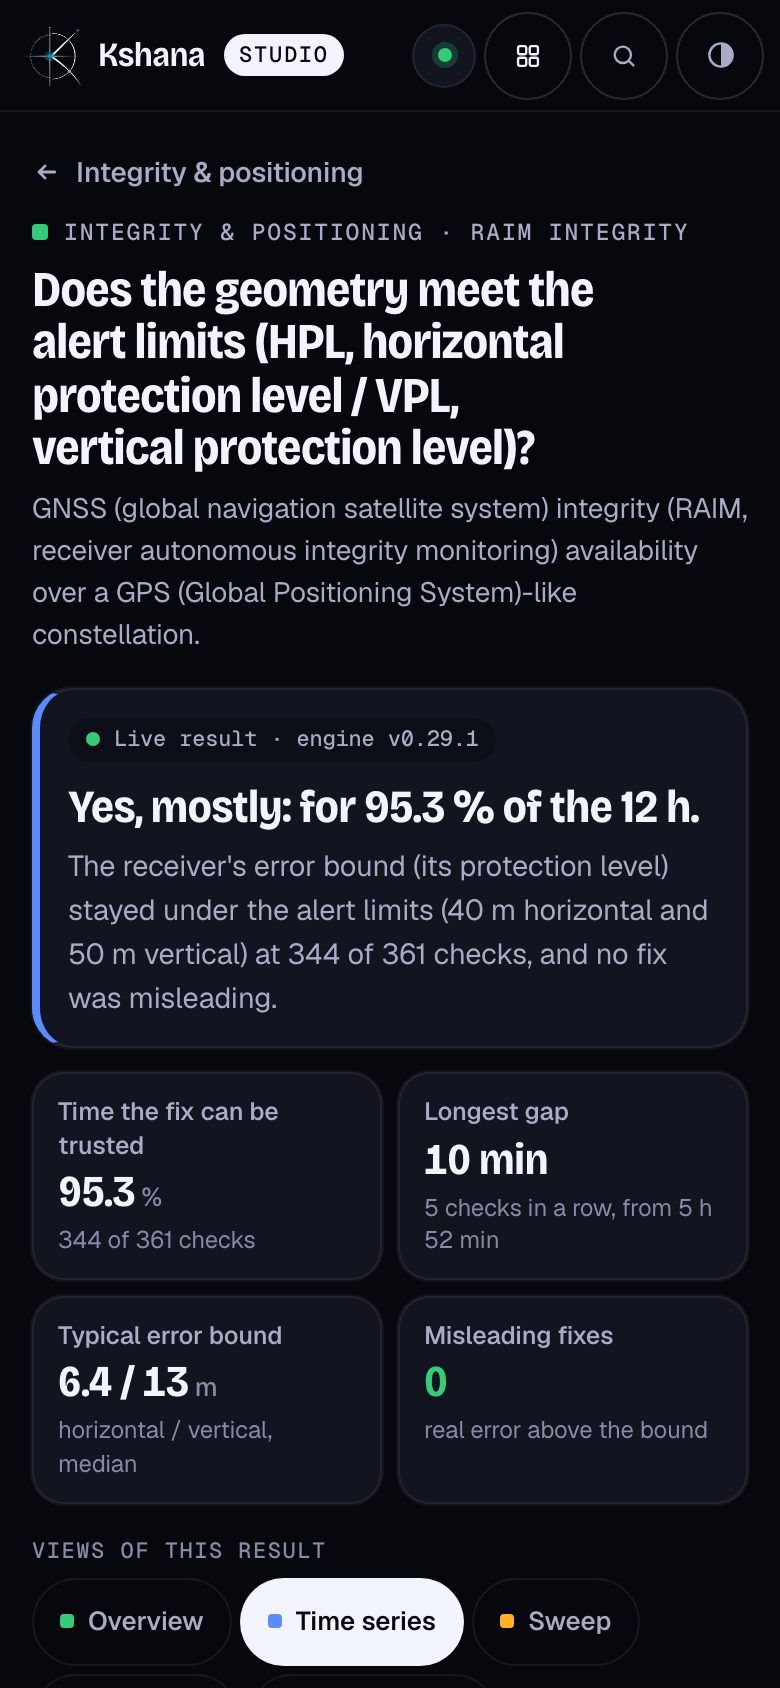 Kshana STUDIO
Integrity & positioning
INTEGRITY & POSITIONING · RAIM INTEGRITY
Does the geometry meet the
alert limits (HPL, horizontal
protection level / VPL,
vertical protection level)?
GNSS (global navigation satellite system) integrity (RAIM,
receiver autonomous integrity monitoring) availability
over a GPS (Global Positioning System)-like
constellation.
Live result · engine v0.29.1
Yes, mostly: for 95.3 % of the 12 h.
The receiver's error bound (its protection level)
stayed under the alert limits (40 m horizontal and
50 m vertical) at 344 of 361 checks, and no fix
was misleading.
Time the fix can be
trusted
95.3 %
344 of 361 checks
Longest gap
10 min
5 checks in a row, from 5 h
52 min
Typical error bound
6.4 / 13 m
horizontal / vertical,
median
Misleading fixes
0
real error above the bound
VIEWS OF THIS RESULT
Overview
Time series
Sweep